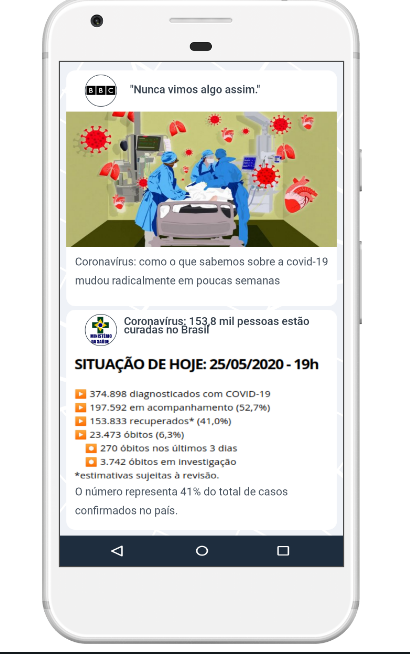 BBC
"Nunca vimos algo assim."
Coronavírus: como o que sabemos sobre a covid-19
mudou radicalmente em poucas semanas
MINISTÉRIO
DA SAÚDE
Coronavírus: 153,8 mil pessoas estão
curadas no Brasil
SITUAÇÃO DE HOJE: 25/05/2020 - 19h
374.898 diagnosticados com COVID-19
197.592 em acompanhamento (52,7%)
153.833 recuperados* (41,0%)
23.473 óbitos (6,3%)
270 óbitos nos últimos 3 dias
3.742 óbitos em investigação
*estimativas sujeitas à revisão.
O número representa 41% do total de casos
confirmados no país.